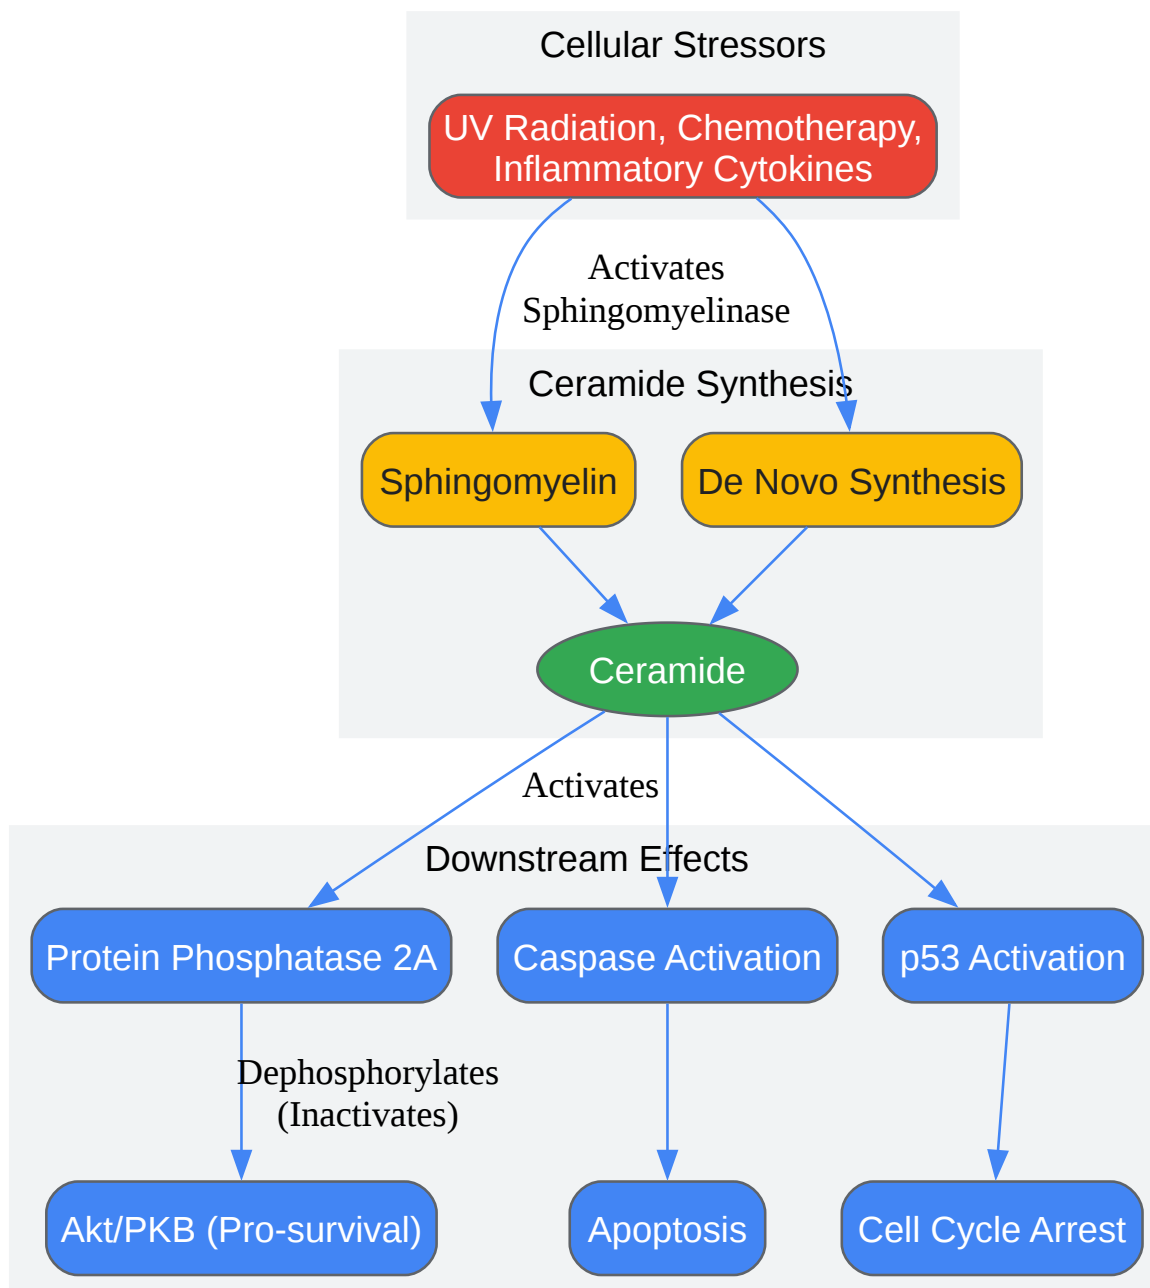 Cellular Stressors
UV Radiation, Chemotherapy,
Inflammatory Cytokines
Activates
Sphingomyelinase
Ceramide Synthesis
Sphingomyelin
De Novo Synthesis
Ceramide
Activates
Downstream Effects
Protein Phosphatase 2A
Caspase Activation
p53 Activation
Dephosphorylates
(Inactivates)
Akt/PKB (Pro-survival)
Apoptosis
Cell Cycle Arrest